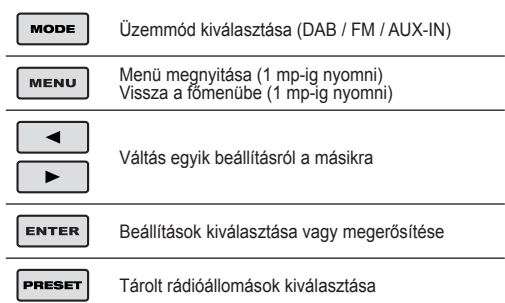 MODE Üzemmód kiválasztása (DAB / FM / AUX-IN)
MENU Menü megnyitása (1 mp-ig nyomni)
Vissza a főmenübe (1 mp-ig nyomni)
Váltás egyik beállításról a másikra
ENTER Beállítások kiválasztása vagy megerősítése
PRESET Tárolt rádióállomások kiválasztása